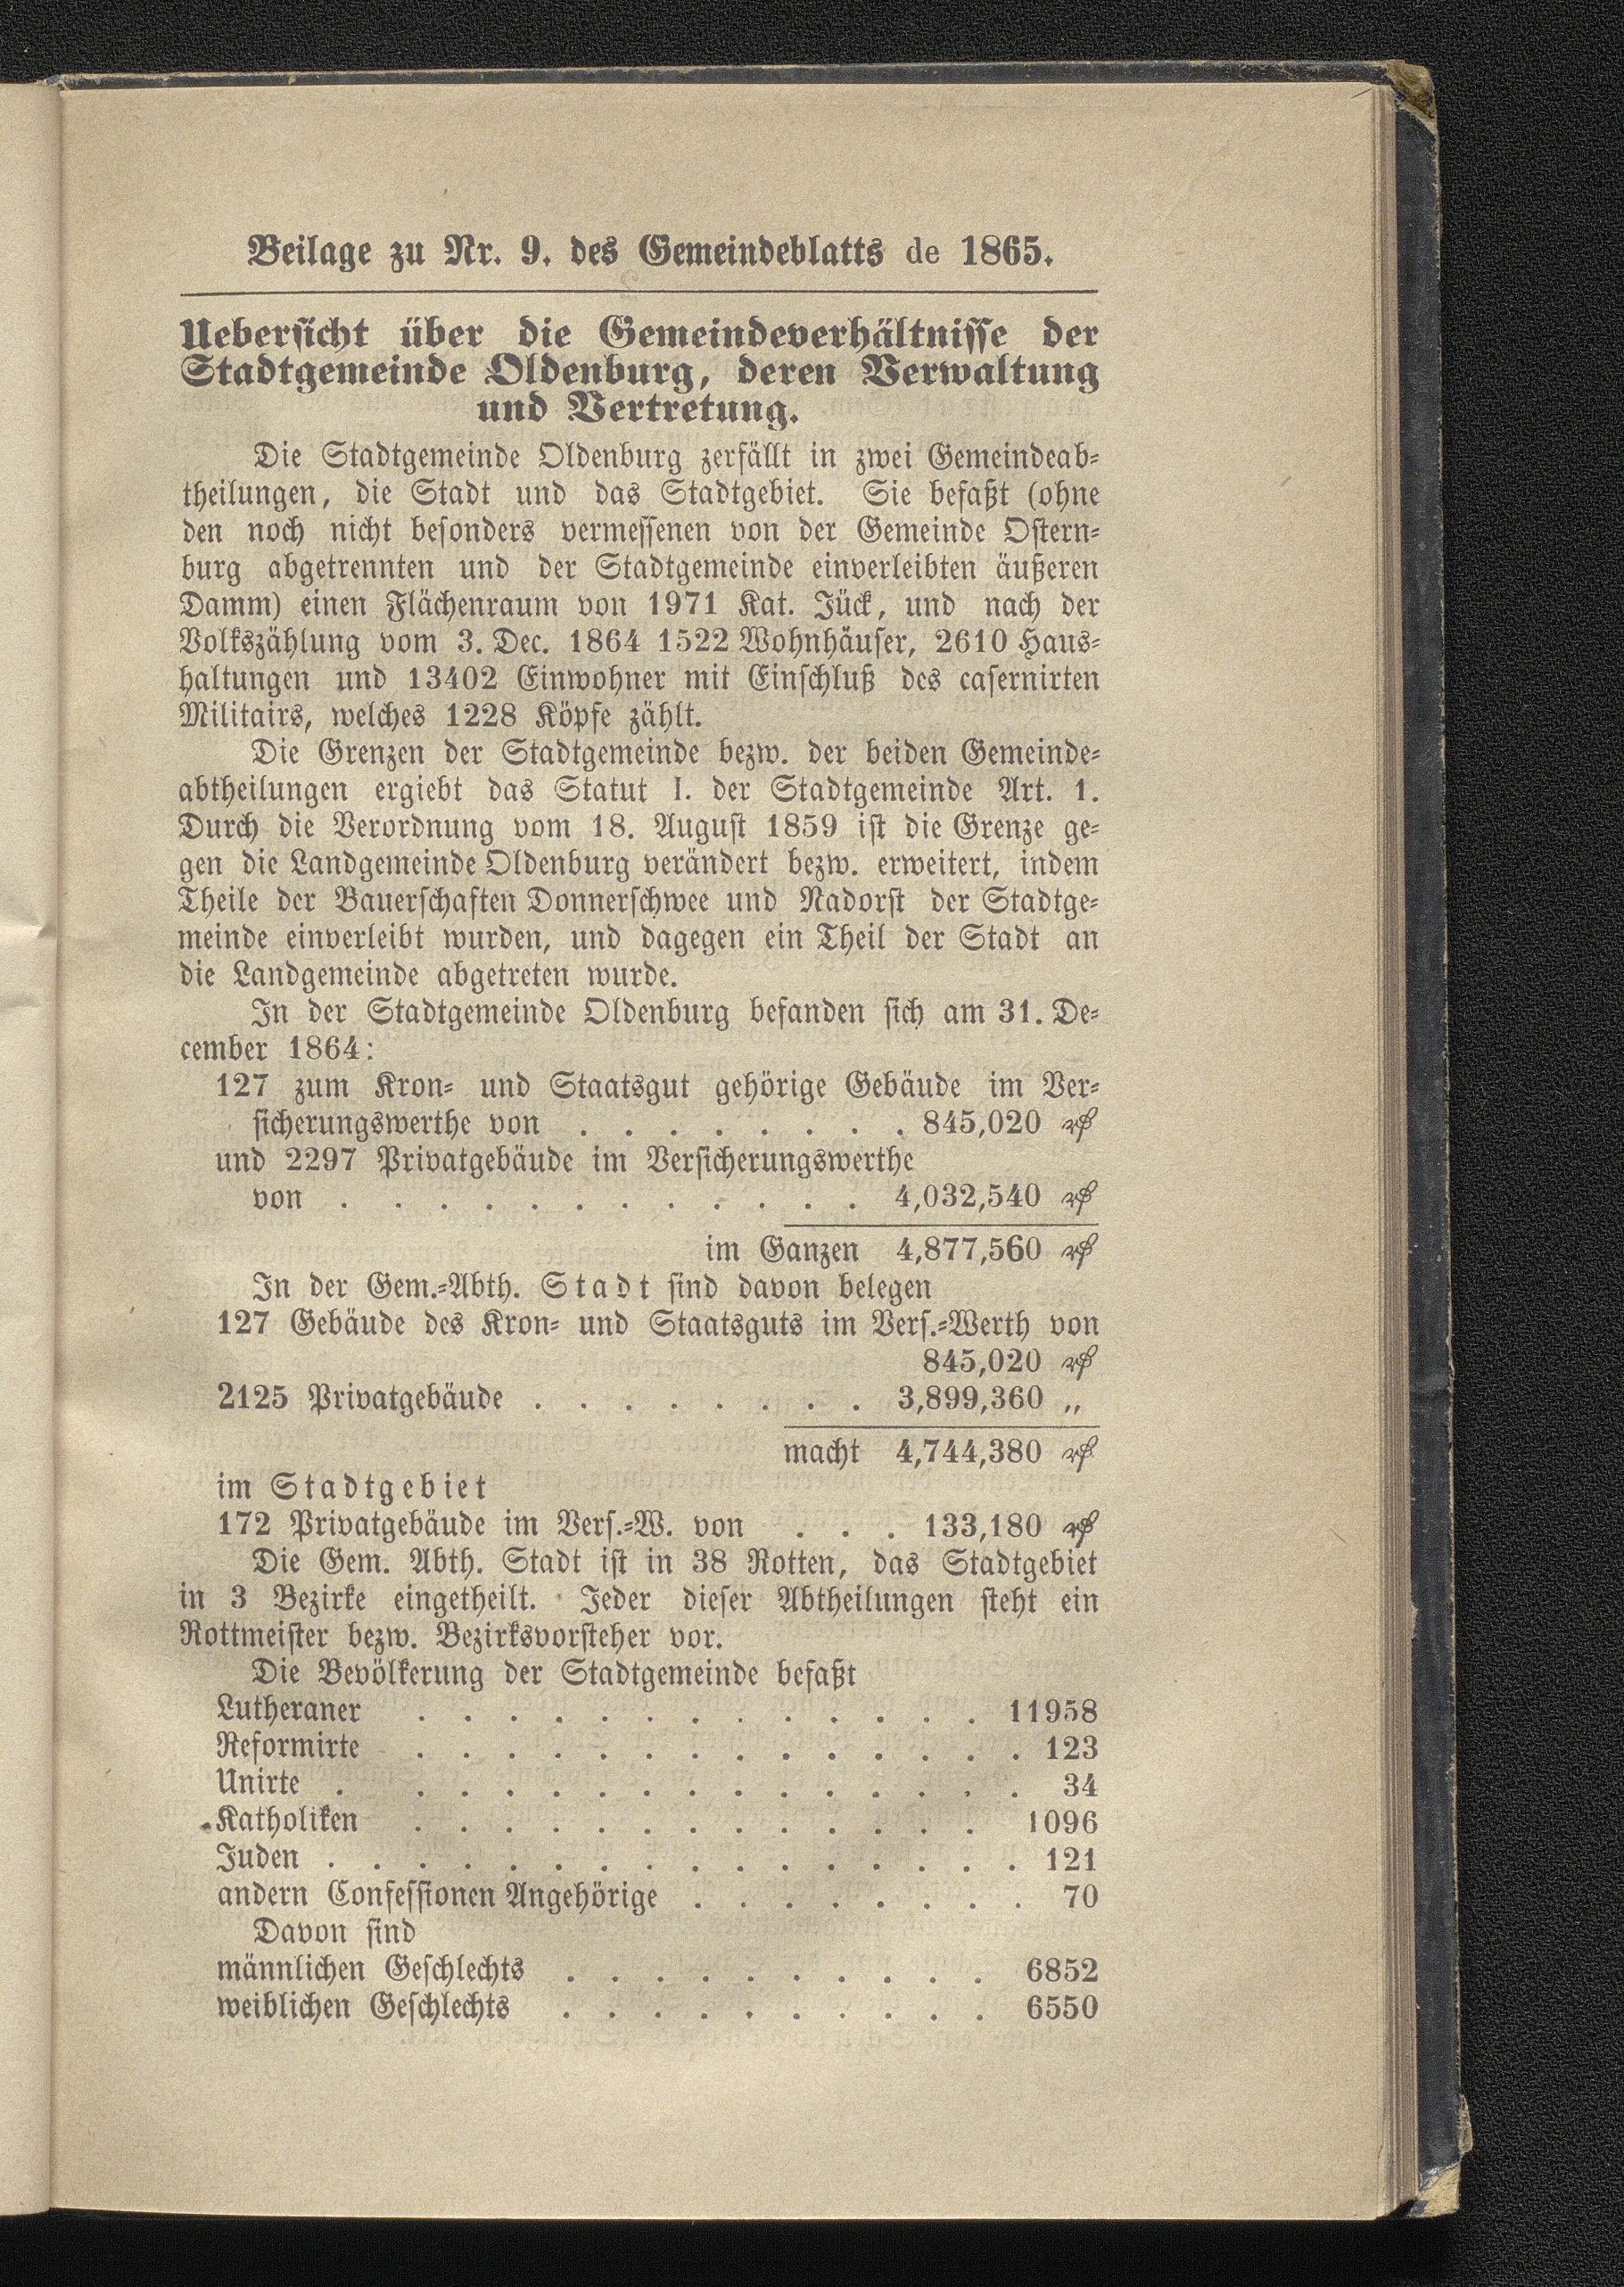 Beilage zu Nr. 9. des Gemeindeblatts de 1865.
Uebersicht über die Gemeindeverhältnisse der
Stadtgemeinde Oldenburg, deren Verwaltung
und Vertretung.
Die Stadtgemeinde Oldenburg zerfällt in zwei Gemeindeab-
theilungen, die Stadt und das Stadtgebiet. Sie befaßt (ohne
den noch nicht besonders vermessenen von der Gemeinde Ostern-
burg abgetrennten und der Stadtgemeinde einverleibten äußeren
Damm) einen Flächenraum von 1971 Kat. Jück, und nach der
Volkszählung vom 3. Dec. 1864 1522 Wohnhäuser, 2610 Haus-
haltungen und 13402 Einwohner mit Einschluß des casernirten
Militairs, welches 1228 Köpfe zählt.
Die Grenzen der Stadtgemeinde bezw. der beiden Gemeinde-
abtheilungen ergiebt das Statut I. der Stadtgemeinde Art. 1.
Durch die Verordnung vom 18. August 1859 ist die Grenze ge-
gen die Landgemeinde Oldenburg verändert bezw. erweitert, indem
Theile der Bauerschaften Donnerschwee und Nadorst der Stadtge-
meinde einverleibt wurden, und dagegen ein Theil der Stadt an
die Landgemeinde abgetreten wurde.
In der Stadtgemeinde Oldenburg befanden sich am 31. De-
cember 1864:
127 zum Kron- und Staatsgut gehörige Gebäude im Ver-
sicherungswerthe von . . . . . . . . 845,020 ₰
und 2297 Privatgebäude im Versicherungswerthe
von . . . . . . . . . . . . 4,032,540 ₰
im Ganzen 4,877,560 ₰
In der Gem.-Abth. Stadt sind davon belegen
127 Gebäude des Kron- und Staatsguts im Vers.-Werth von
845,020 ₰
2125 Privatgebäude . . . . . . . . 3,899,360 „
macht 4,744,380 ₰
im Stadtgebiet
172 Privatgebäude im Vers.-W. von . . . 133,180 ₰
Die Gem. Abth. Stadt ist in 38 Rotten, das Stadtgebiet
in 3 Bezirke eingetheilt. Jeder dieser Abtheilungen steht ein
Rottmeister bezw. Bezirksvorsteher vor.
Die Bevölkerung der Stadtgemeinde befaßt
Lutheraner . . . . . . . . . . . . . 11958
Reformirte . . . . . . . . . . . . . . 123
Unirte . . . . . . . . . . . . . . . 34
Katholiken . . . . . . . . . . . . . 1096
Juden . . . . . . . . . . . . . . . . 121
andern Confessionen Angehörige . . . . . . . . 70
Davon sind
männlichen Geschlechts . . . . . . . . . . 6852
weiblichen Geschlechts . . . . . . . . . . 6550